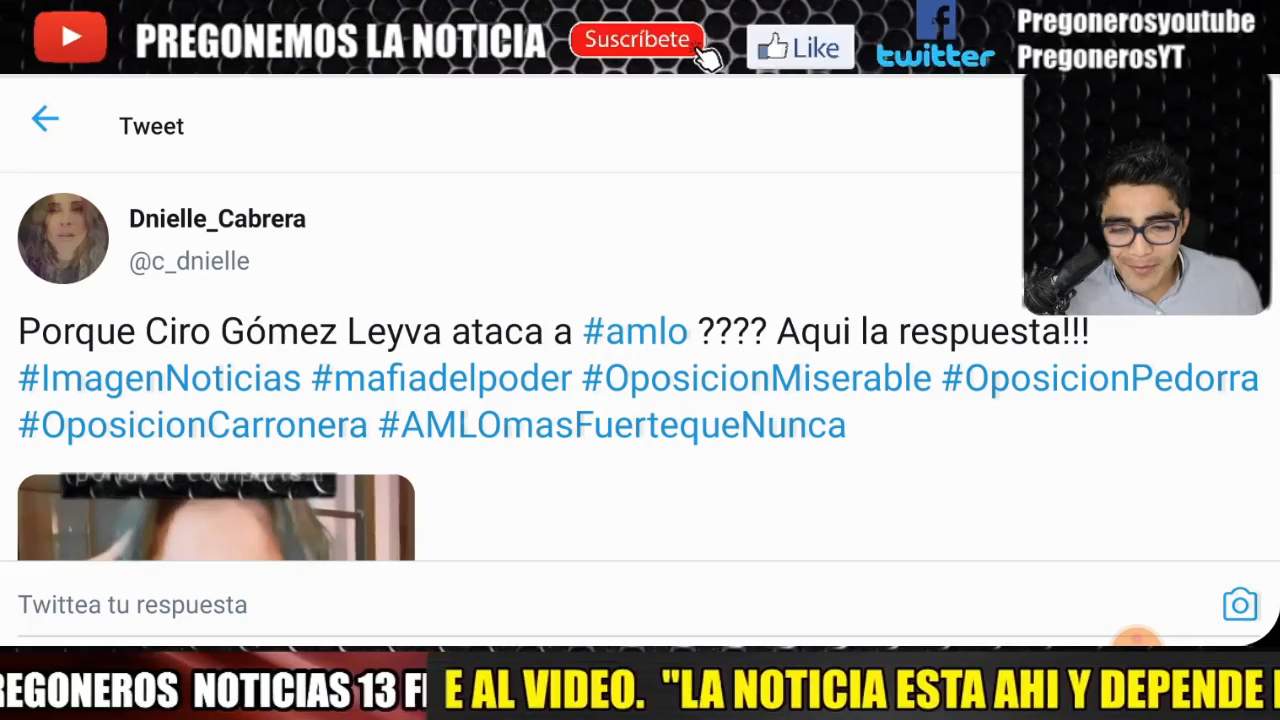 PREGONEMOS LA NOTICIA
Suscríbete
Like
twitter
Pregonerosyoutube
PregonerosYT
Tweet
Dnielle_Cabrera
@c_dnielle
Porque Ciro Gómez Leyva ataca a #amlo ???? Aqui la respuesta!!!
#ImagenNoticias #mafiadelpoder #OposicionMiserable #OposicionPedorra
#OposicionCarronera #AMLOmasFuertequeNunca
Twittea tu respuesta
REGONEROS NOTICIAS 13
E AL VIDEO. "LA NOTICIA ESTA AHI Y DEPENDE